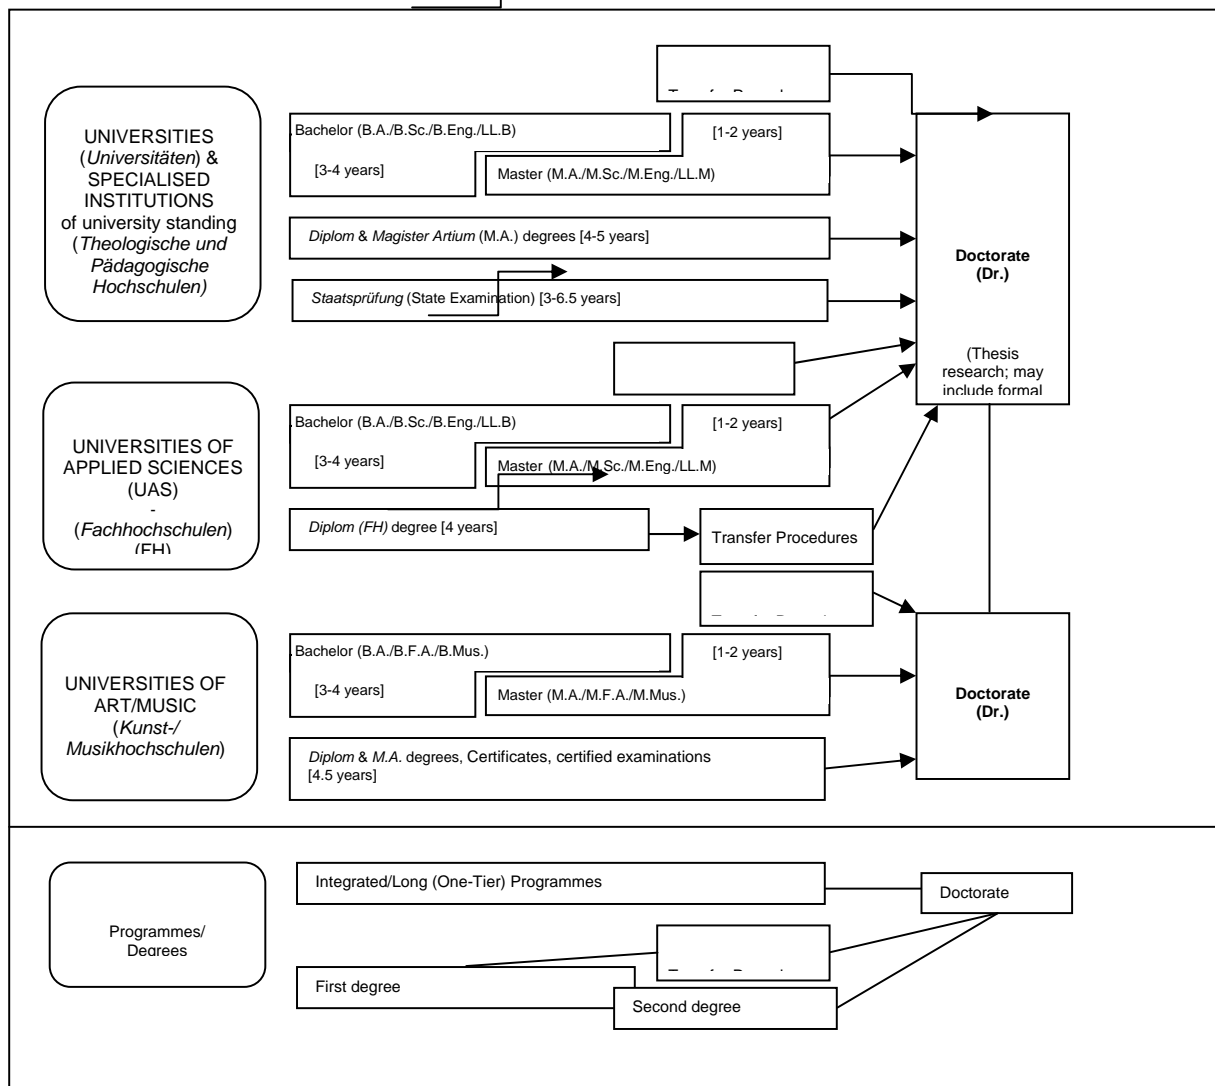 UNIVERSITIES
(Universitäten) &
SPECIALISED
INSTITUTIONS
of university standing
(Theologische und
Pädagogische
Hochschulen)
. Bachelor (B.A./B.Sc./B.Eng./LL.B)
[3-4 years]
[1-2 years]
Master (M.A./M.Sc./M.Eng./LL.M)
Diplom & Magister Artium (M.A.) degrees [4-5 years]
Staatsprüfung (State Examination) [3-6.5 years]
Doctorate
(Dr.)
(Thesis
research; may
include formal
UNIVERSITIES OF
APPLIED SCIENCES
(UAS)
-
(Fachhochschulen)
(FH)
. Bachelor (B.A./B.Sc./B.Eng./LL.B)
[3-4 years]
[1-2 years]
Master (M.A./M.Sc./M.Eng./LL.M)
Diplom (FH) degree [4 years]
Transfer Procedures
UNIVERSITIES OF
ART/MUSIC
(Kunst-/
Musikhochschulen)
. Bachelor (B.A./B.F.A./B.Mus.)
[3-4 years]
[1-2 years]
Master (M.A./M.F.A./M.Mus.)
Diplom & M.A. degrees, Certificates, certified examinations
[4.5 years]
Doctorate
(Dr.)
Programmes/
Degrees
Integrated/Long (One-Tier) Programmes
Doctorate
First degree
Second degree